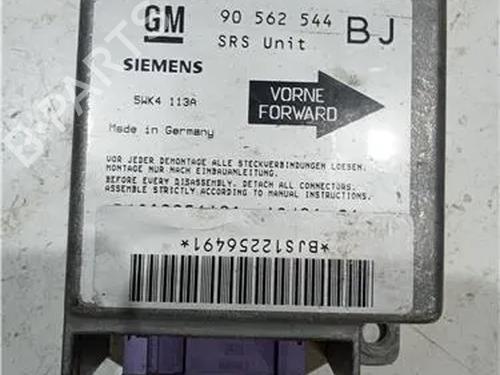 GM 90 562 544 BJ
SRS Unit
SIEMENS
5WK4 113A
VORNE
FORWARD
Made in Germany
VOR JEDER DEMONTAGE ALLE STECKVERBINDUNGEN LOESEN.
MONTAGE NUR NACH EINBAUANLEITUNG.
BEFORE EVERY DISASSEMBLY, DETACH ALL CONNECTORS.
ASSEMBLE STRICTLY ACCORDING TO MANUAL INSTRUCTIONS.
*BJS12256491*